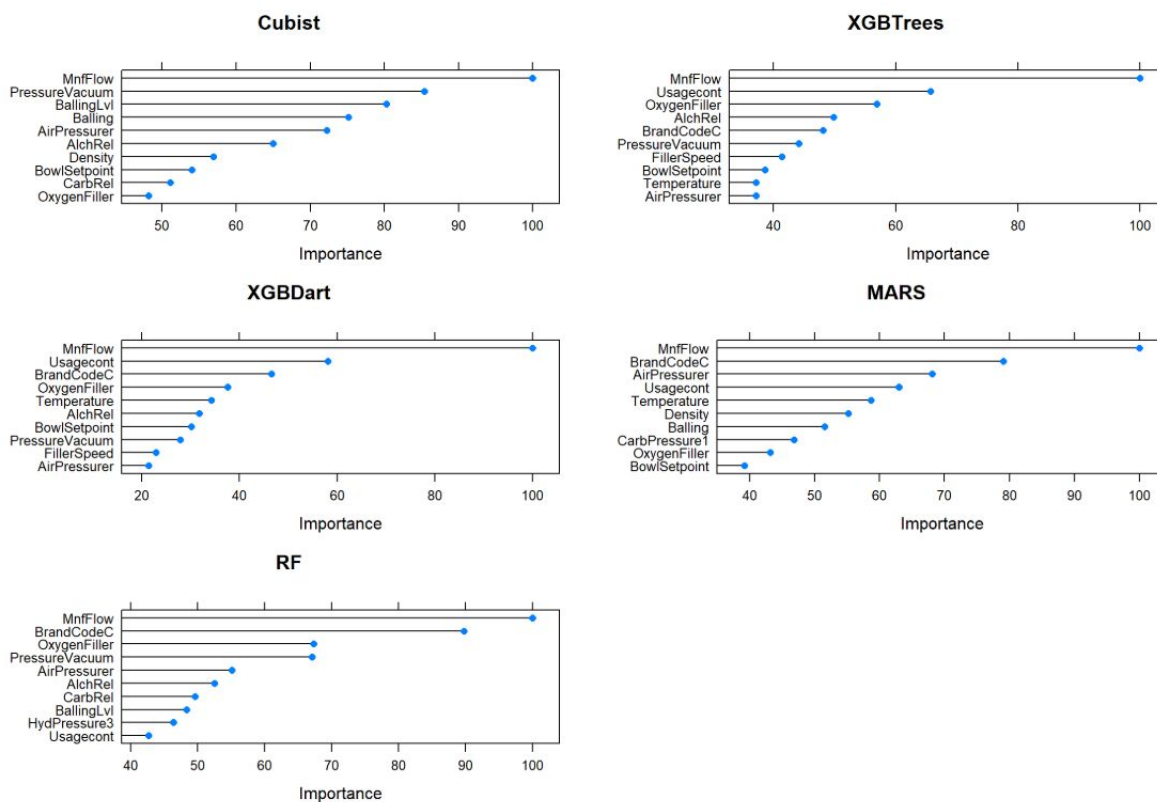 Cubist
MnfFlow
PressureVacuum
BallingLvl
Balling
AirPressurer
AlchRel
Density
BowlSetpoint
CarbRel
OxygenFiller
50 60 70 80 90 100
Importance
XGBTrees
MnfFlow
Usagecont
OxygenFiller
AlchRel
BrandCodeC
PressureVacuum
FillerSpeed
BowlSetpoint
Temperature
AirPressurer
40 60 80 100
Importance
XGBDart
MnfFlow
Usagecont
BrandCodeC
OxygenFiller
Temperature
AlchRel
BowlSetpoint
PressureVacuum
FillerSpeed
AirPressurer
20 40 60 80 100
Importance
MARS
MnfFlow
BrandCodeC
AirPressurer
Usagecont
Temperature
Density
Balling
CarbPressure1
OxygenFiller
BowlSetpoint
40 50 60 70 80 90 100
Importance
RF
MnfFlow
BrandCodeC
OxygenFiller
PressureVacuum
AirPressurer
AlchRel
CarbRel
BallingLvl
HydPressure3
Usagecont
40 50 60 70 80 90 100
Importance